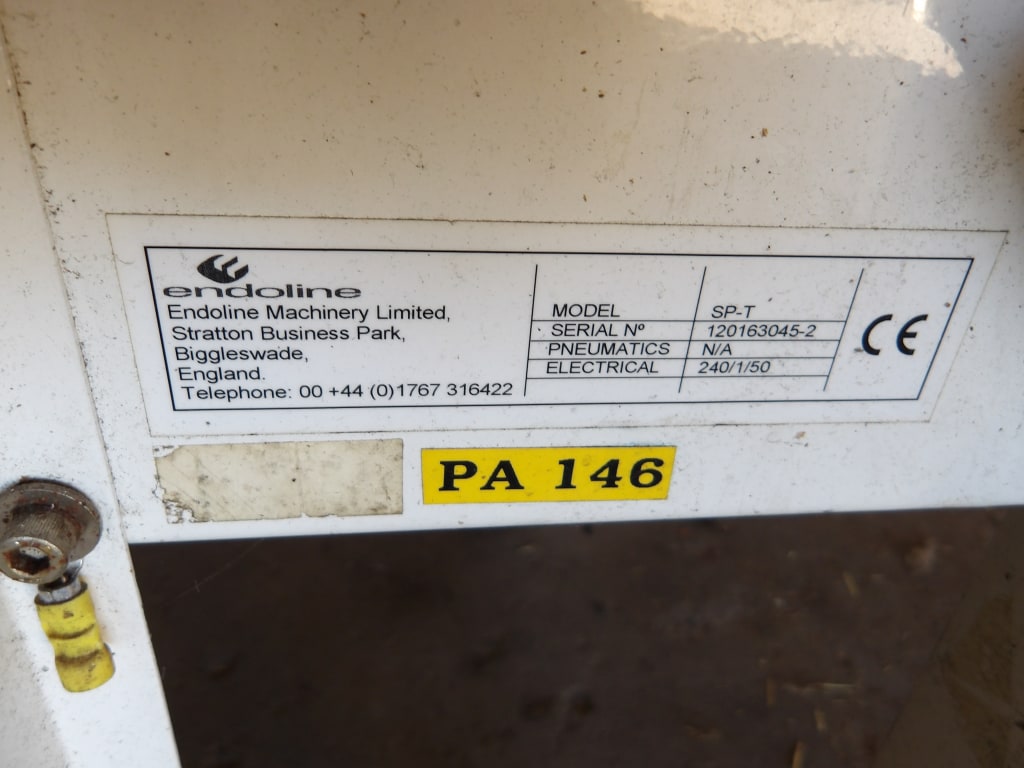 endoline
Endoline Machinery Limited,
Stratton Business Park,
Biggleswade,
England.
Telephone: 00 +44 (0)1767 316422
MODEL SP-T
SERIAL Nº 120163045-2
PNEUMATICS N/A
ELECTRICAL 240/1/50
CE
PA 146